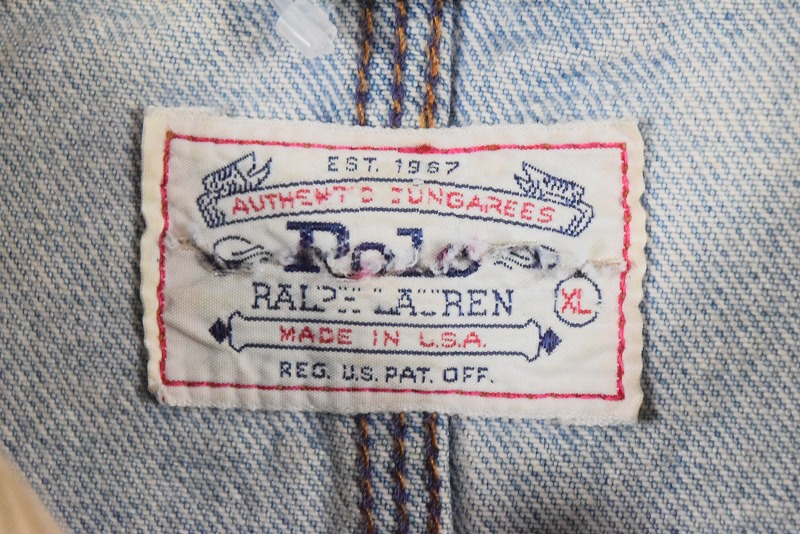 EST. 1967
AUTHENTIC DUNGAREES
Polo
RALPH LAUREN
XL
MADE IN U.S.A.
REG. U.S. PAT. OFF.